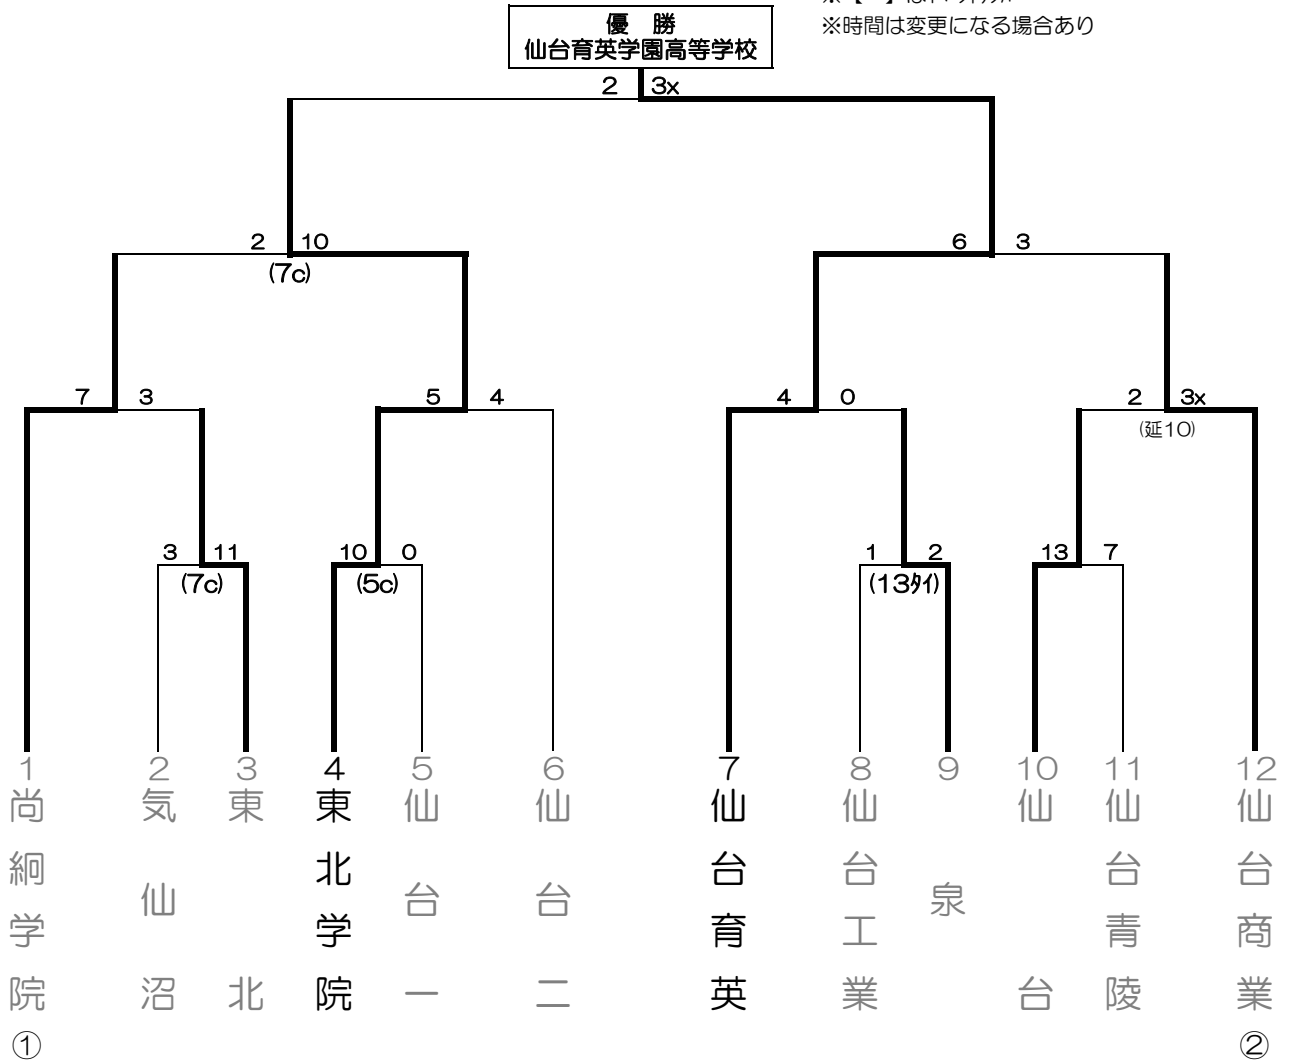 ※時間は変更になる場合あり
優　勝
仙台育英学園高等学校
2 3x
2 10
(7c)
6 3
7 3
5 4
4 0
2 3x
(延10)
3 11
(7c)
10 0
(5c)
1 2
(13ﾀｲ)
13 7
1 2 3 4 5 6 7 8 9 10 11 12
尚絅学院
気仙沼
東北
東北学院
仙台一
仙台二
仙台育英
仙台工業
泉
仙台
仙台青陵
仙台商業
① ②